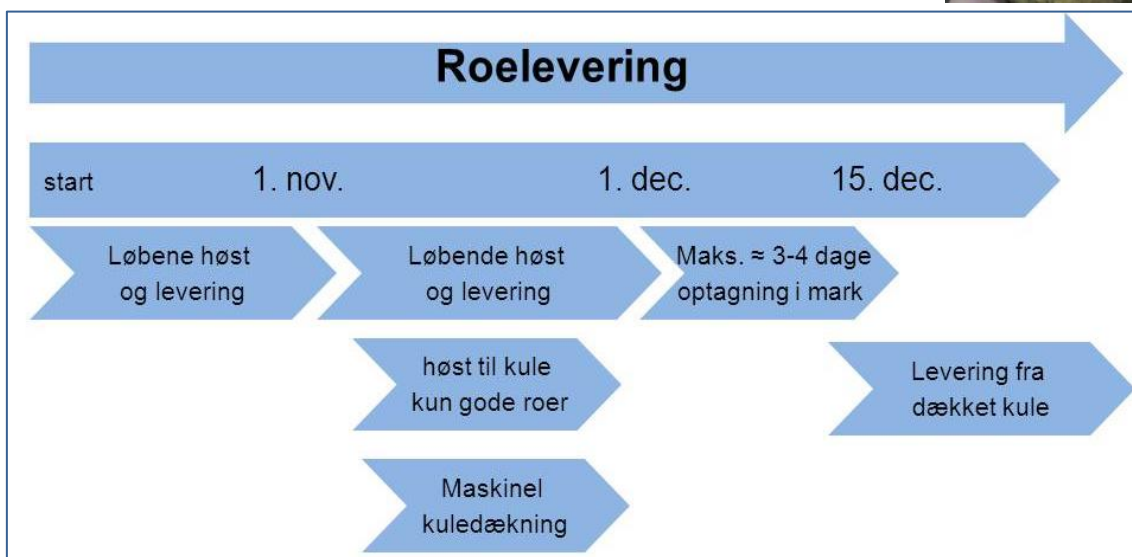 Roelevering
start 1. nov. 1. dec. 15. dec.
Løbene høst
og levering
Løbende høst
og levering
Maks. ≈ 3-4 dage
optagning i mark
høst til kule
kun gode roer
Levering fra
dækket kule
Maskinel
kuledækning